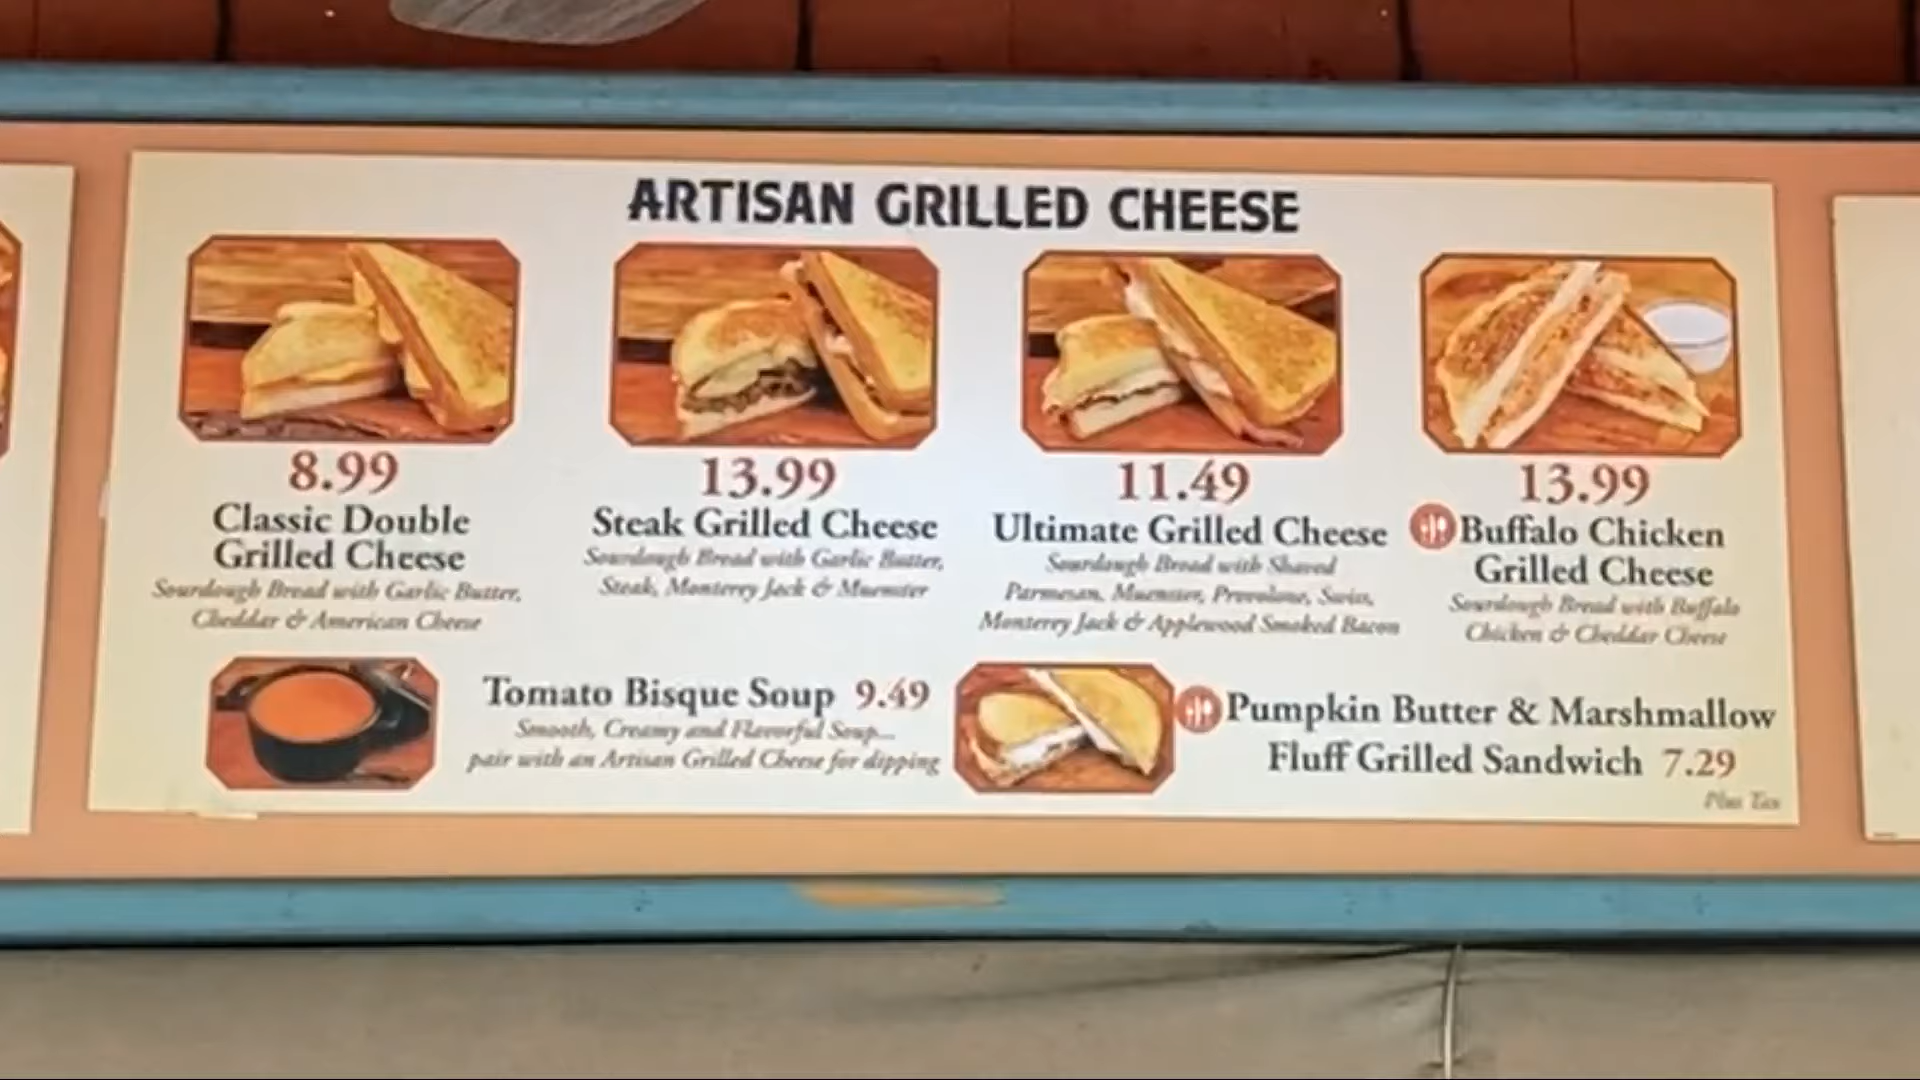 ARTISAN GRILLED CHEESE
8.99
Classic Double
Grilled Cheese
Sourdough Bread with Garlic Butter,
Cheddar & American Cheese
13.99
Steak Grilled Cheese
Sourdough Bread with Garlic Butter,
Steak, Monterey Jack & Muenster
11.49
Ultimate Grilled Cheese
Sourdough Bread with Shaved
Parmesan, Muenster, Provolone, Swiss,
Monterey Jack & Applewood Smoked Bacon
13.99
Buffalo Chicken
Grilled Cheese
Sourdough Bread with Buffalo
Chicken & Cheddar Cheese
Tomato Bisque Soup 9.49
Smooth, Creamy and Flavorful Soup...
pair with an Artisan Grilled Cheese for dipping
Pumpkin Butter & Marshmallow
Fluff Grilled Sandwich 7.29
Plus Tax